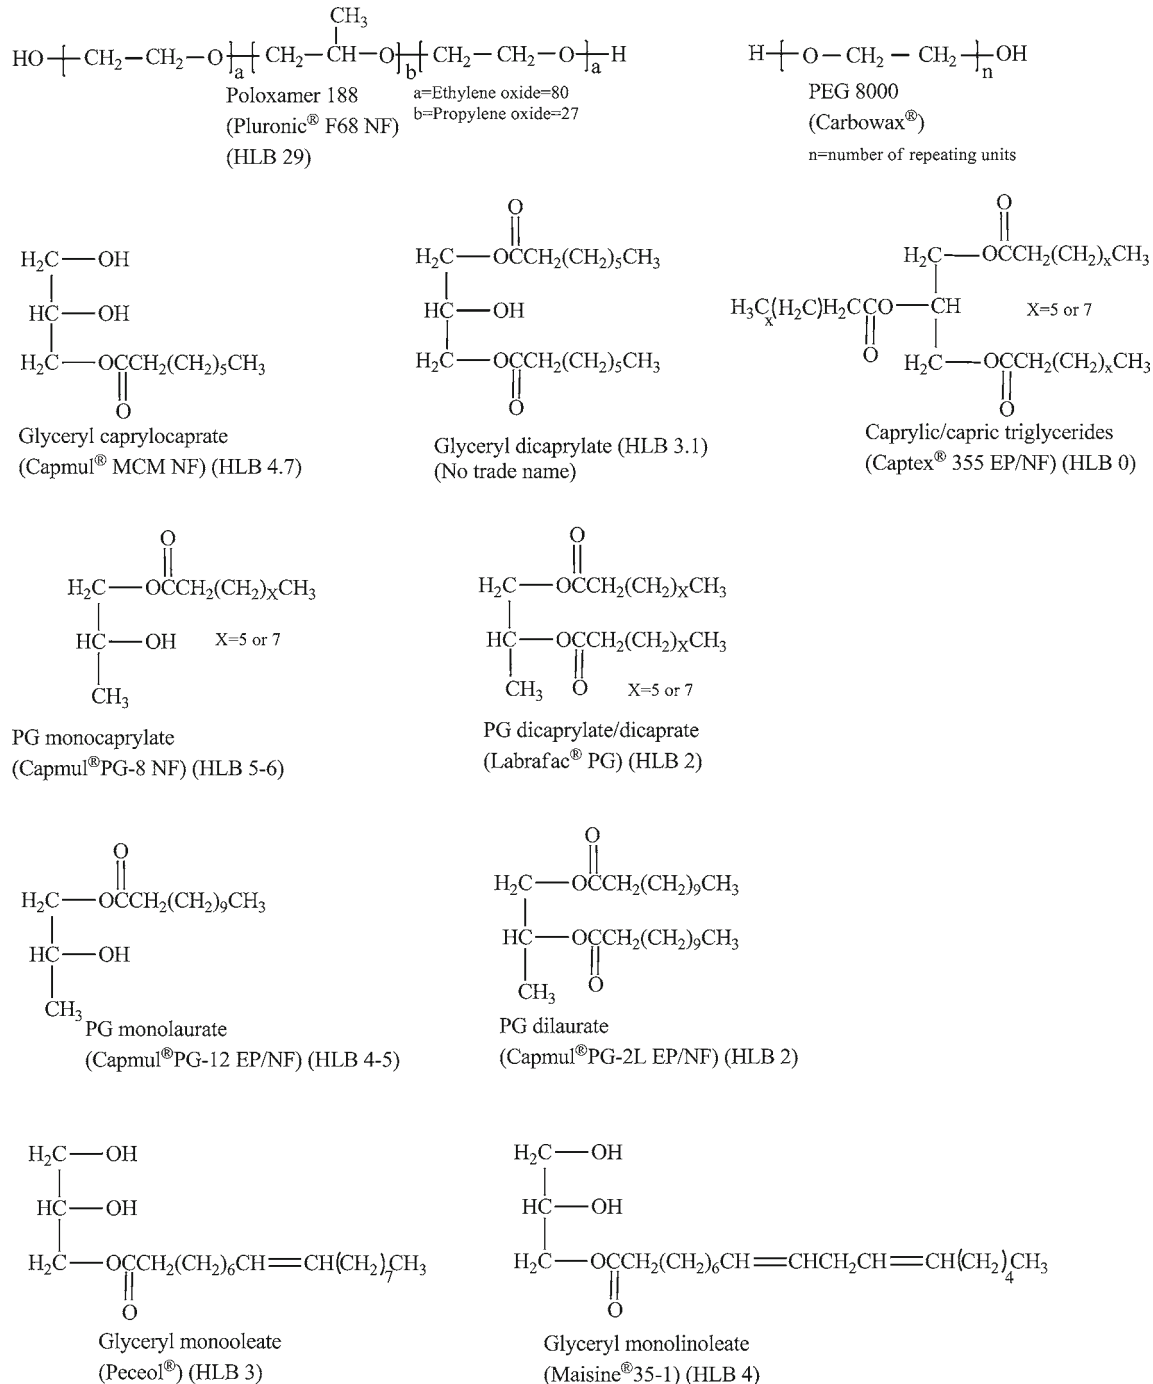 HO─[─CH₂─CH₂─O─]a─[─CH₂─CH(CH₃)─O─]b─[─CH₂─CH₂─O─]a─H
Poloxamer 188
(Pluronic® F68 NF)
(HLB 29)
a=Ethylene oxide=80
b=Propylene oxide=27
H─[─O─CH₂─CH₂─]n─OH
PEG 8000
(Carbowax®)
n=number of repeating units
H₂C─OH
HC─OH
H₂C─OCCH₂(CH₂)₅CH₃
O
Glyceryl caprylocaprate
(Capmul® MCM NF) (HLB 4.7)
O
H₂C─OCCH₂(CH₂)₅CH₃
HC─OH
H₂C─OCCH₂(CH₂)₅CH₃
O
Glyceryl dicaprylate (HLB 3.1)
(No trade name)
O
H₂C─OCCH₂(CH₂)ₓCH₃
H₃Cₓ(H₂C)H₂CCO─CH
O
X=5 or 7
H₂C─OCCH₂(CH₂)ₓCH₃
O
Caprylic/capric triglycerides
(Captex® 355 EP/NF) (HLB 0)
O
H₂C─OCCH₂(CH₂)XCH₃
HC─OH
X=5 or 7
CH₃
PG monocaprylate
(Capmul®PG-8 NF) (HLB 5-6)
O
H₂C─OCCH₂(CH₂)XCH₃
HC─OCCH₂(CH₂)XCH₃
CH₃
O
X=5 or 7
PG dicaprylate/dicaprate
(Labrafac® PG) (HLB 2)
O
H₂C─OCCH₂(CH₂)₉CH₃
HC─OH
CH₃
PG monolaurate
(Capmul®PG-12 EP/NF) (HLB 4-5)
O
H₂C─OCCH₂(CH₂)₉CH₃
HC─OCCH₂(CH₂)₉CH₃
CH₃
O
PG dilaurate
(Capmul®PG-2L EP/NF) (HLB 2)
H₂C─OH
HC─OH
H₂C─OCCH₂(CH₂)₆CH═CH(CH₂)₇CH₃
O
Glyceryl monooleate
(Peceol®) (HLB 3)
H₂C─OH
HC─OH
H₂C─OCCH₂(CH₂)₆CH═CHCH₂CH═CH(CH₂)₄CH₃
O
Glyceryl monolinoleate
(Maisine®35-1) (HLB 4)